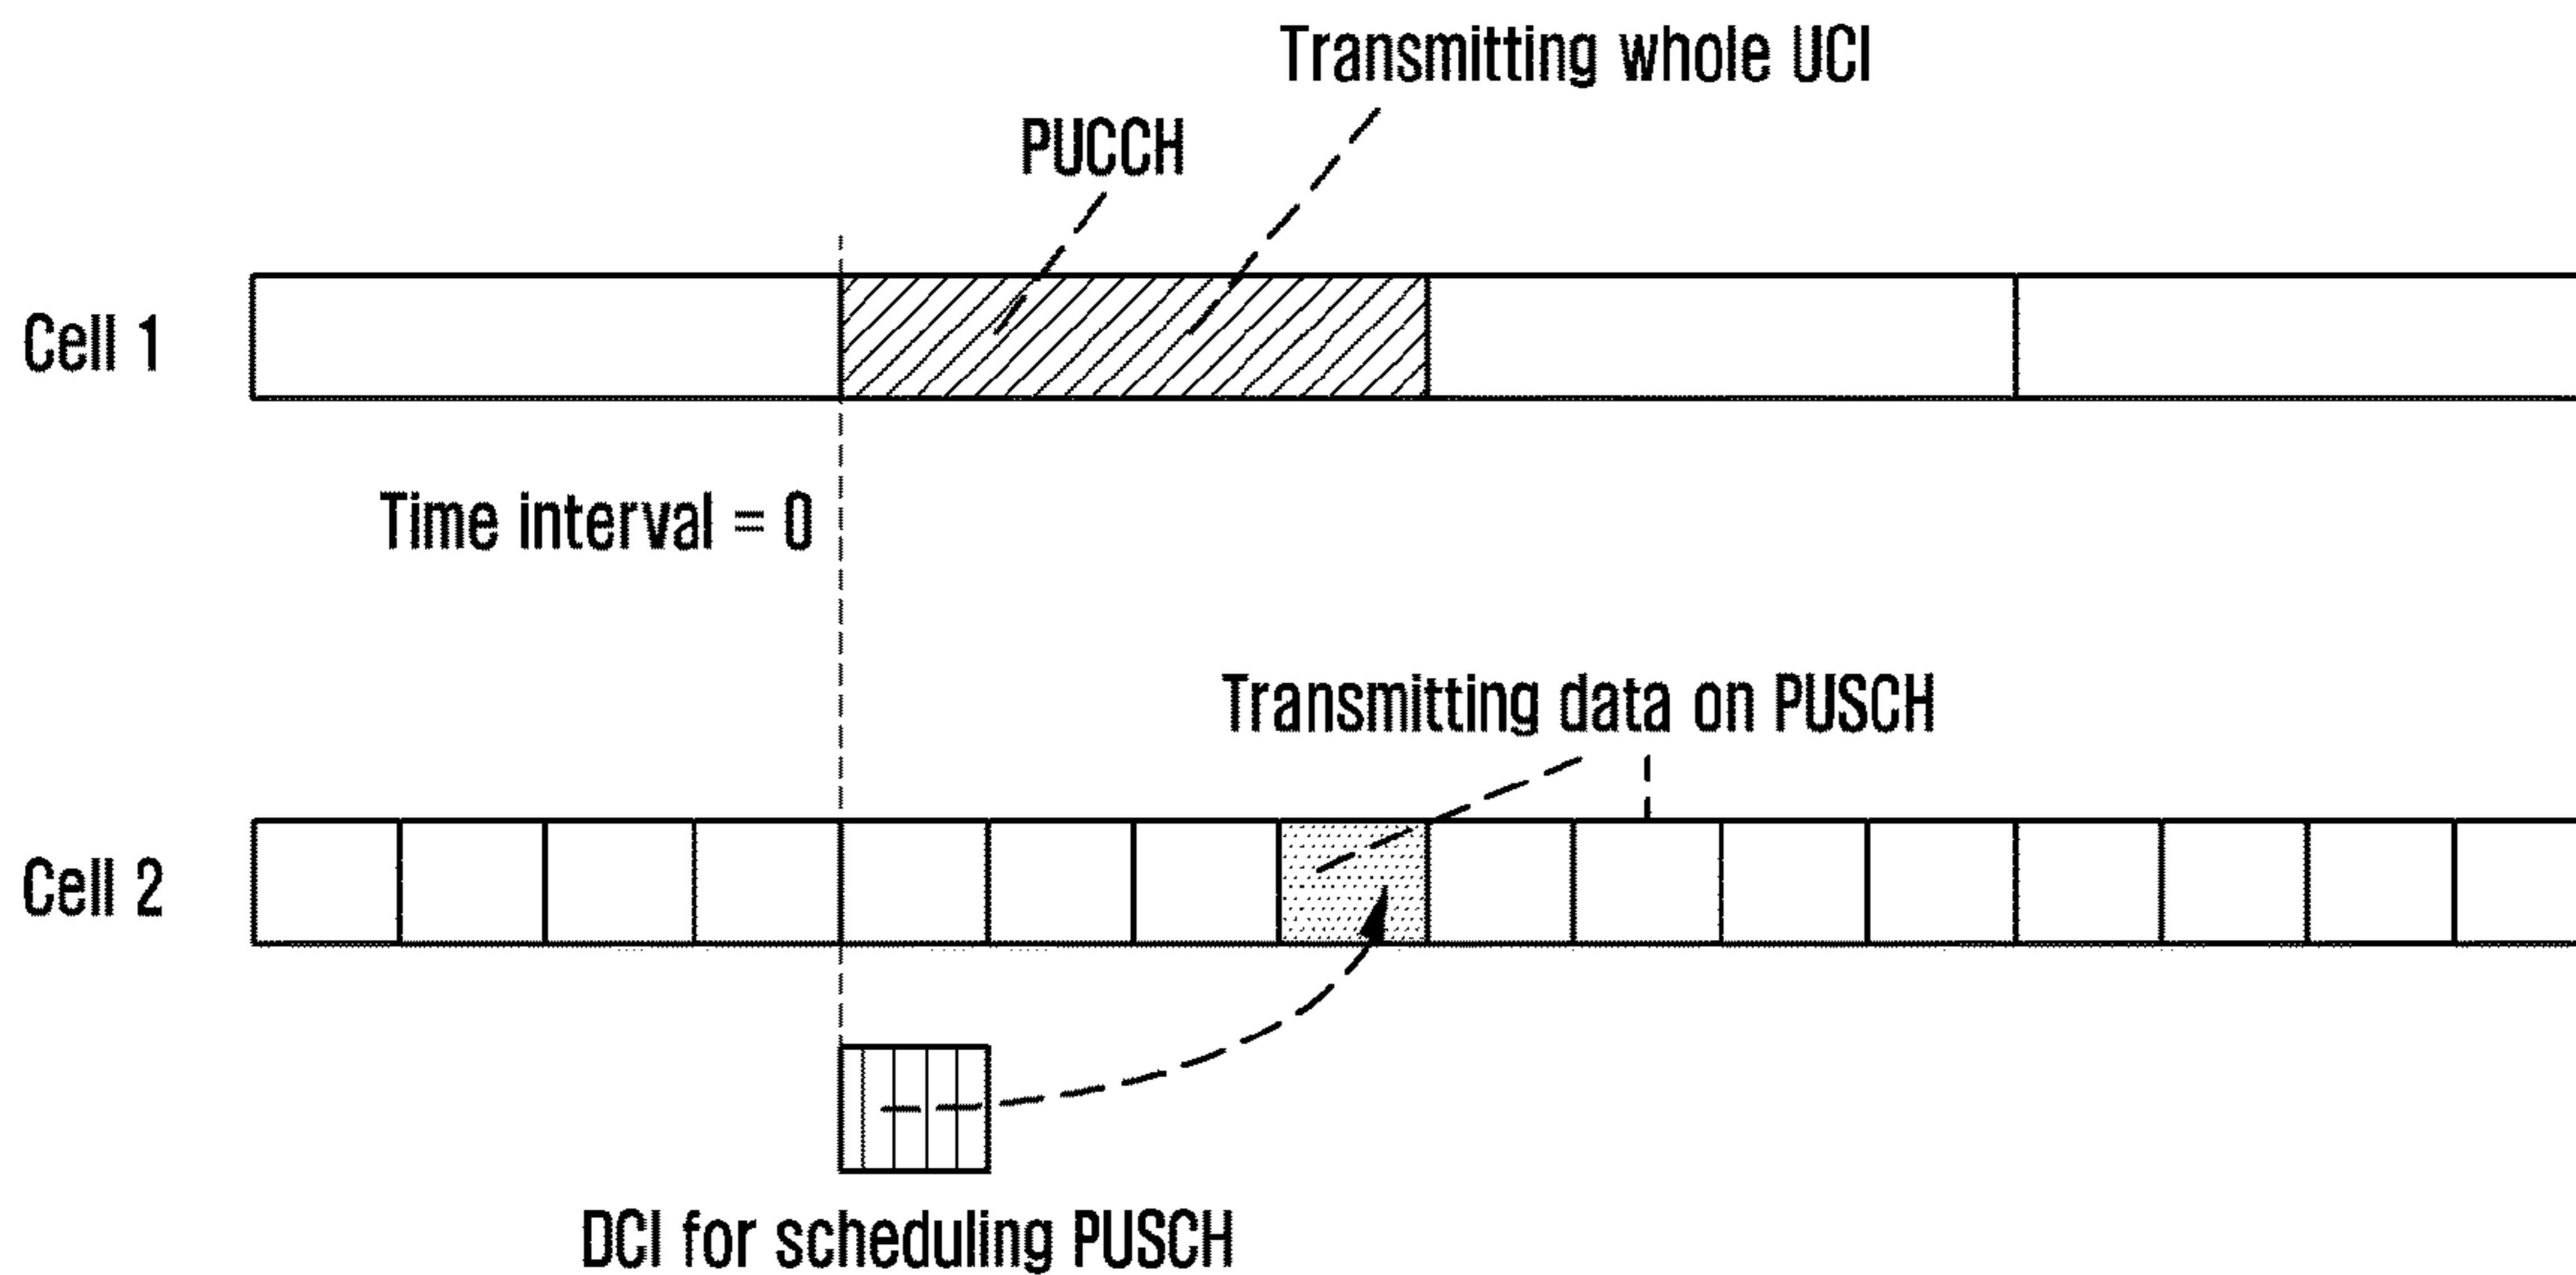 Transmitting whole UCI
PUCCH
Cell 1
Time interval = 0
Transmitting data on PUSCH
Cell 2
DCI for scheduling PUSCH